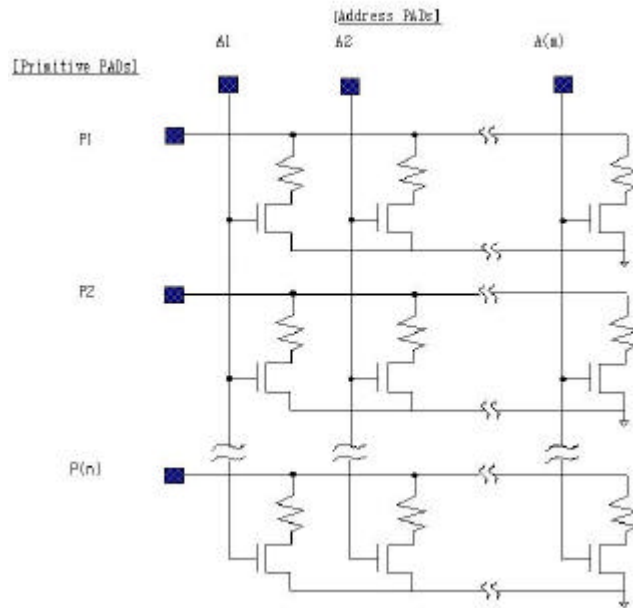 [Address PADs]
A1 A2 A(m)
[Primitive PADs]
P1
P2
P(n)